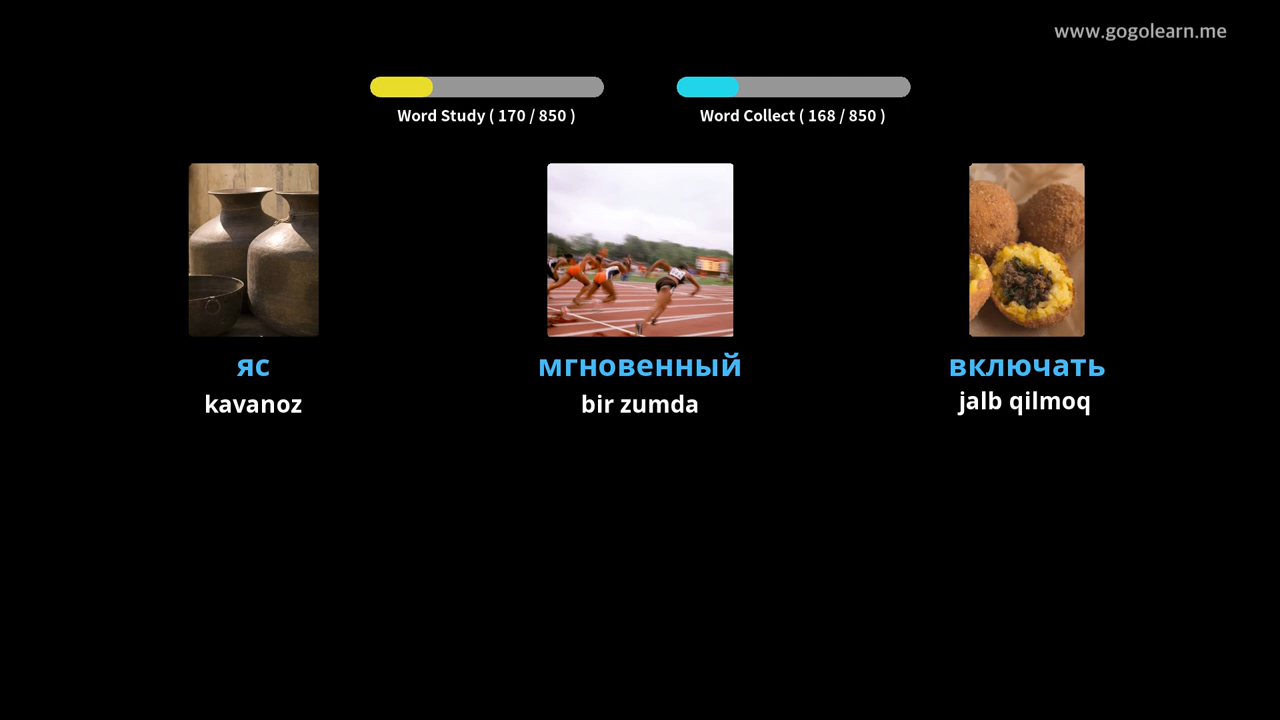 www.gogolearn.me
Word Study ( 170 / 850 )
Word Collect ( 168 / 850 )
яс
kavanoz
мгновенный
bir zumda
включать
jalb qilmoq